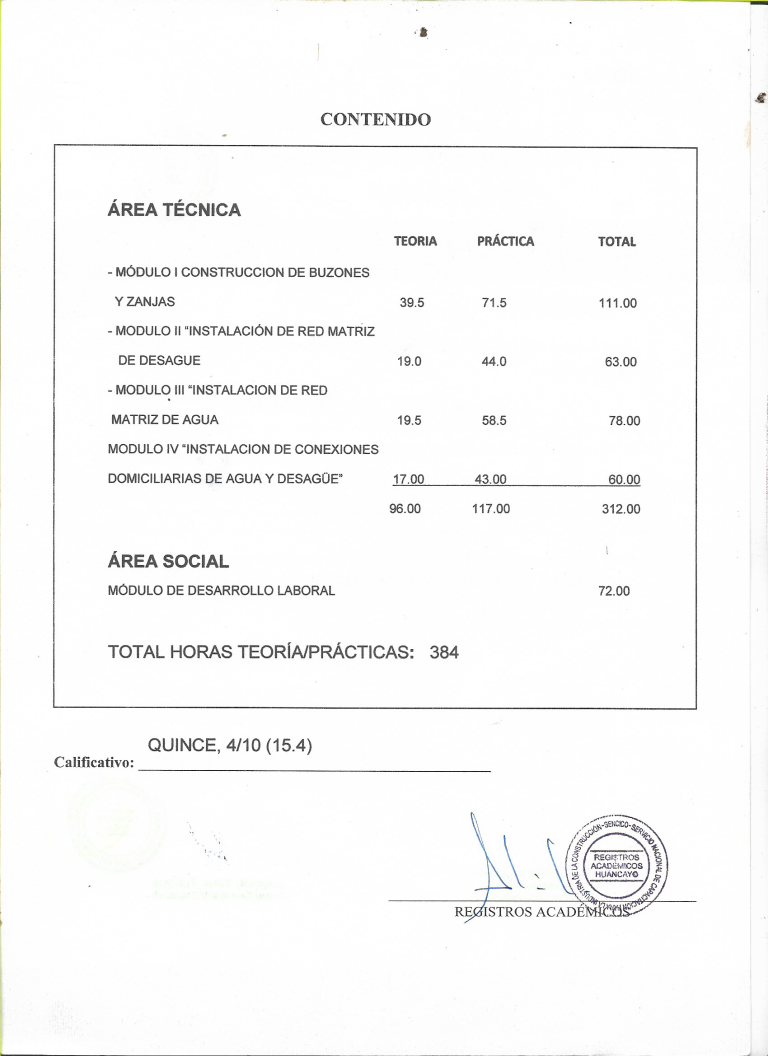 CONTENIDO
ÁREA TÉCNICA
TEORIA PRÁCTICA TOTAL
- MÓDULO I CONSTRUCCION DE BUZONES
Y ZANJAS 39.5 71.5 111.00
- MODULO II "INSTALACIÓN DE RED MATRIZ
DE DESAGUE 19.0 44.0 63.00
- MODULO III "INSTALACION DE RED
MATRIZ DE AGUA 19.5 58.5 78.00
MODULO IV "INSTALACION DE CONEXIONES
DOMICILIARIAS DE AGUA Y DESAGÜE" 17.00 43.00 60.00
96.00 117.00 312.00
ÁREA SOCIAL
MÓDULO DE DESARROLLO LABORAL 72.00
TOTAL HORAS TEORÍA/PRÁCTICAS: 384
QUINCE, 4/10 (15.4)
Calificativo:
SENCICO - SERVICIO NACIONAL DE CAPACITACIÓN PARA LA INDUSTRIA DE LA CONSTRUCCIÓN
REGISTROS
ACADÉMICOS
HUANCAYO
REGISTROS ACADÉMICOS